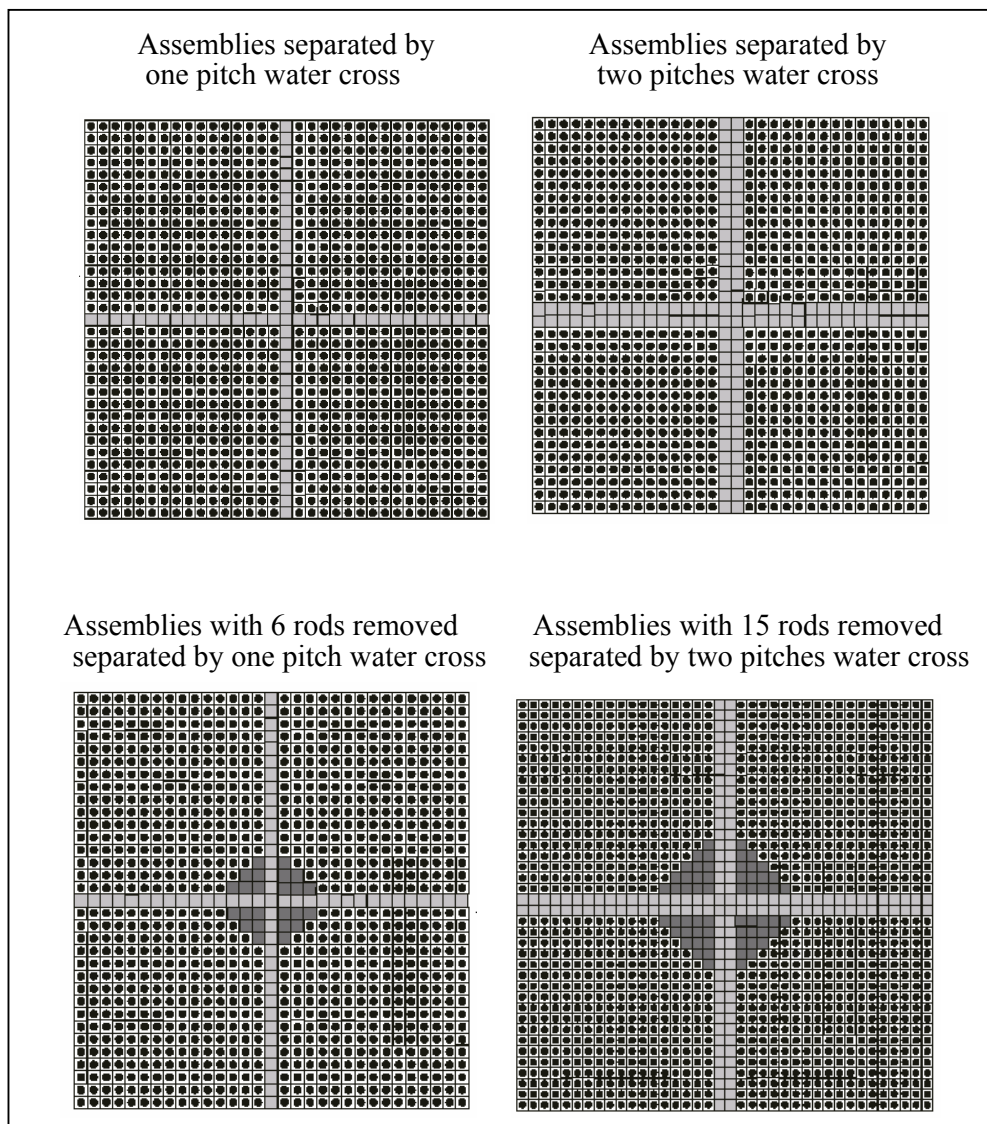 Assemblies separated by
one pitch water cross
Assemblies separated by
two pitches water cross
Assemblies with 6 rods removed
separated by one pitch water cross
Assemblies with 15 rods removed
separated by two pitches water cross